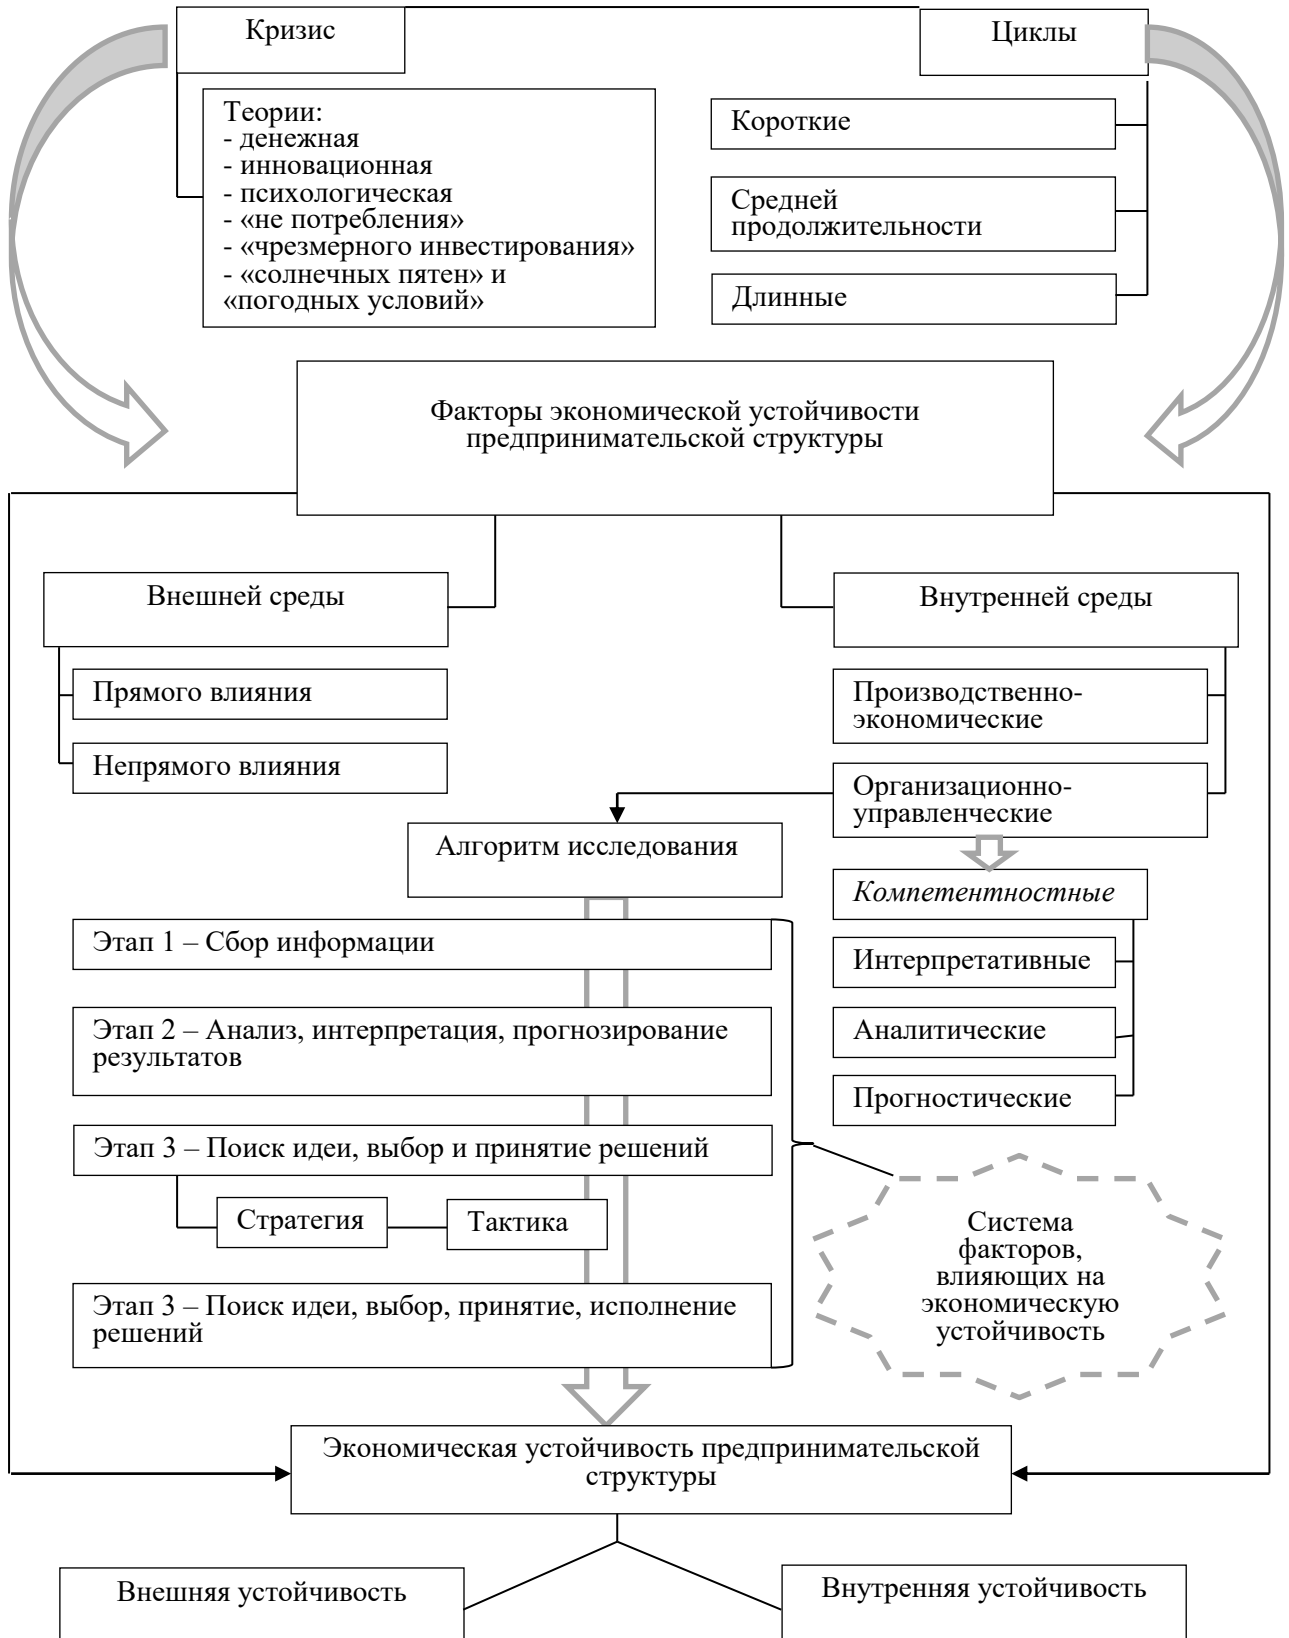 Кризис
Циклы
Теории:
- денежная
- инновационная
- психологическая
- «не потребления»
- «чрезмерного инвестирования»
- «солнечных пятен» и
«погодных условий»
Короткие
Средней
продолжительности
Длинные
Факторы экономической устойчивости
предпринимательской структуры
Внешней среды
Прямого влияния
Непрямого влияния
Внутренней среды
Производственно-
экономические
Организационно-
управленческие
Алгоритм исследования
Компетентностные
Интерпретативные
Аналитические
Прогностические
Этап 1 – Сбор информации
Этап 2 – Анализ, интерпретация, прогнозирование
результатов
Этап 3 – Поиск идеи, выбор и принятие решений
Стратегия
Тактика
Этап 3 – Поиск идеи, выбор, принятие, исполнение
решений
Система
факторов,
влияющих на
экономическую
устойчивость
Экономическая устойчивость предпринимательской
структуры
Внешняя устойчивость
Внутренняя устойчивость